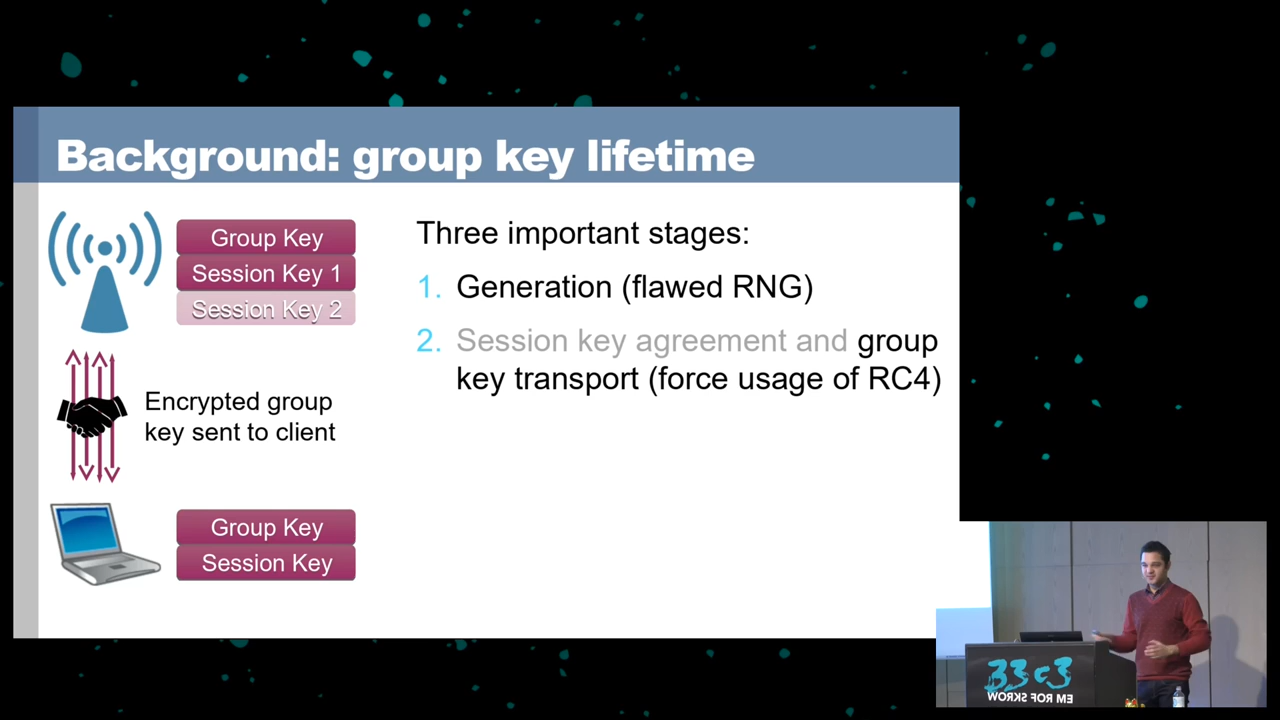 Background: group key lifetime
Group Key
Session Key 1
Session Key 2
Encrypted group
key sent to client
Group Key
Session Key
Three important stages:
1. Generation (flawed RNG)
2. Session key agreement and group
key transport (force usage of RC4)
33c3
WORKS FOR ME